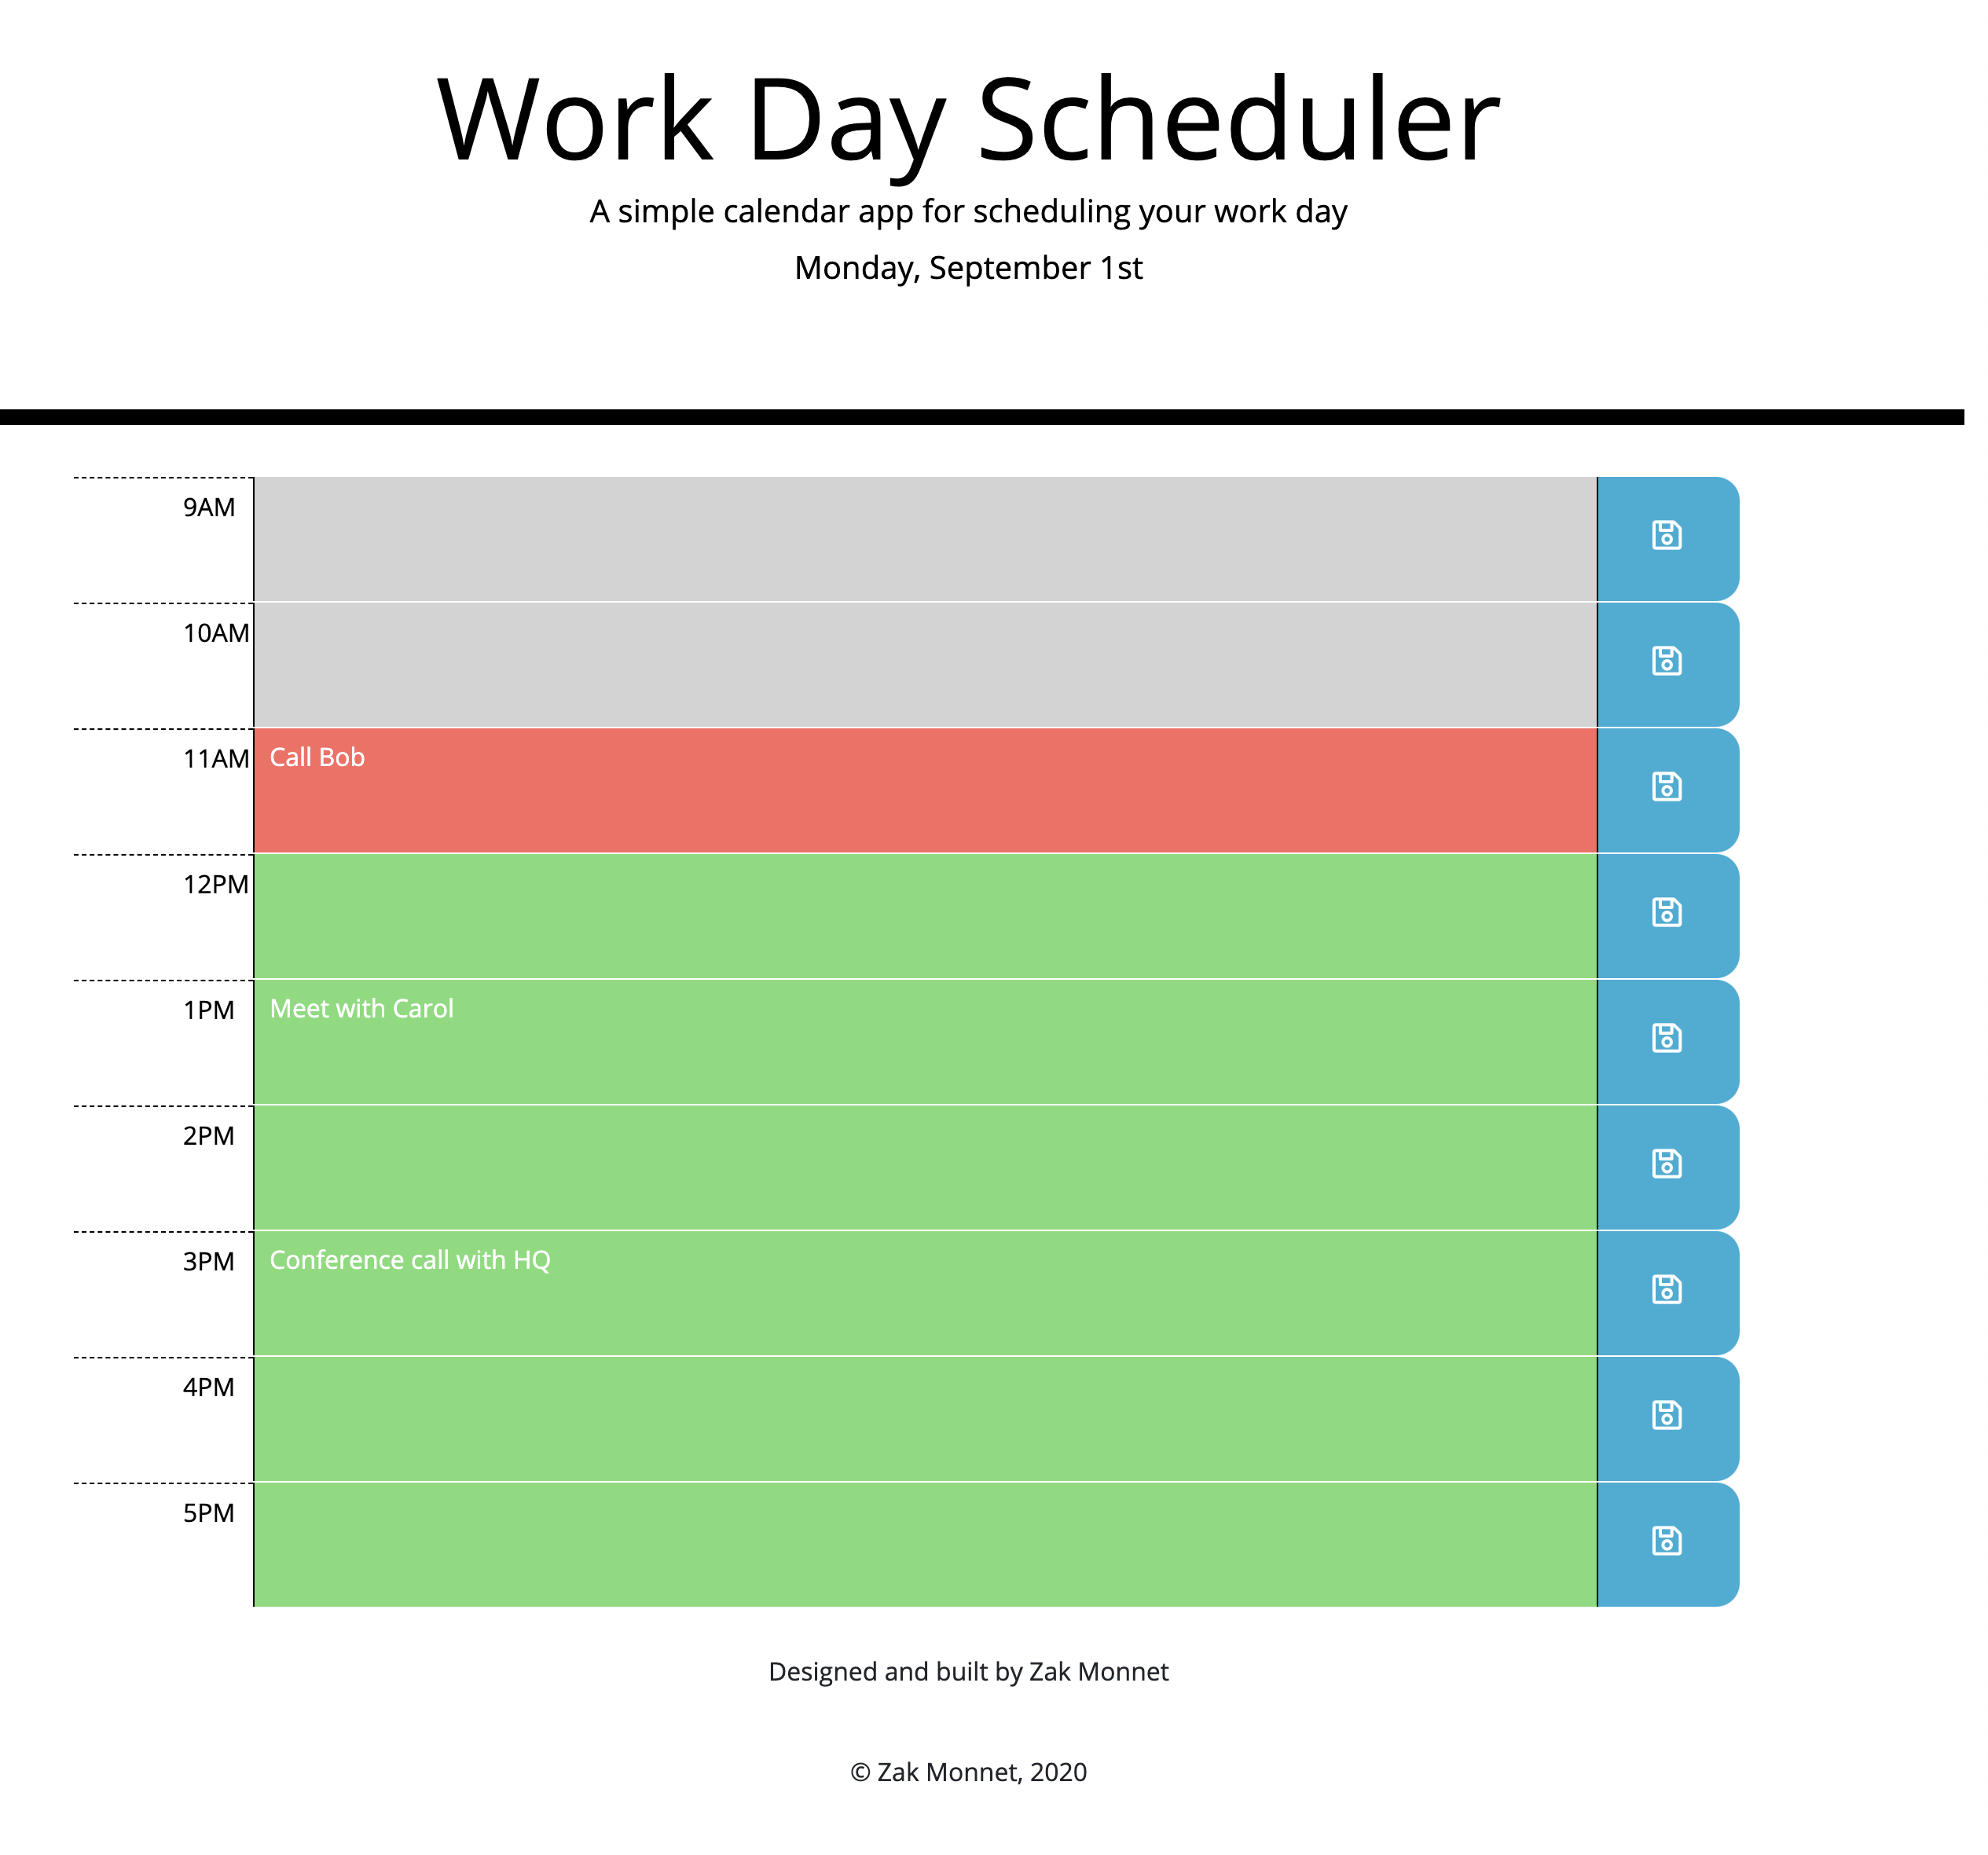 Work Day Scheduler
A simple calendar app for scheduling your work day
Monday, September 1st
9AM
10AM
11AM Call Bob
12PM
1PM Meet with Carol
2PM
3PM Conference call with HQ
4PM
5PM
Designed and built by Zak Monnet
© Zak Monnet, 2020